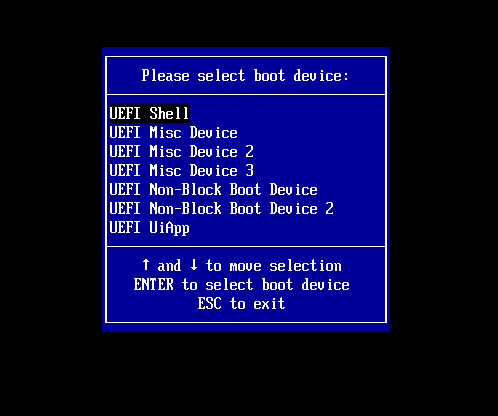 Please select boot device:
UEFI Shell
UEFI Misc Device
UEFI Misc Device 2
UEFI Misc Device 3
UEFI Non-Block Boot Device
UEFI Non-Block Boot Device 2
UEFI UiApp
↑ and ↓ to move selection
ENTER to select boot device
ESC to exit